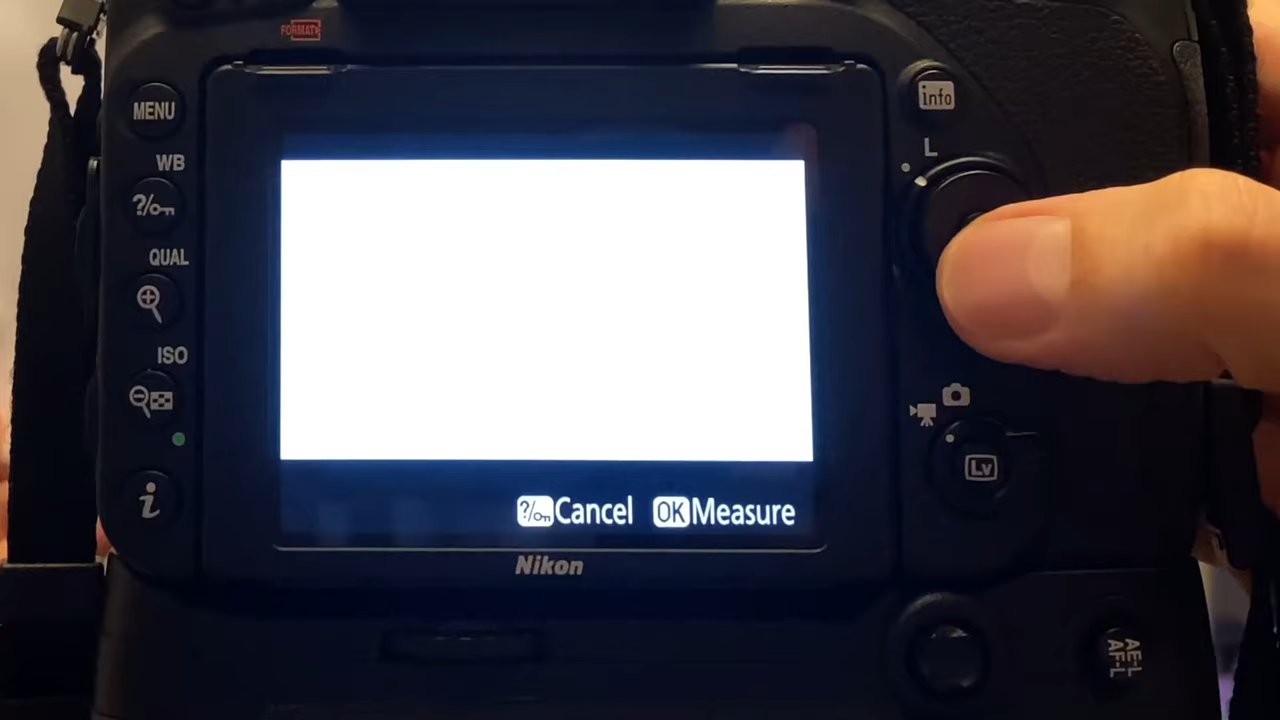 FORMAT
info
MENU
L
WB
?
QUAL
ISO
Lv
i
? Cancel OK Measure
Nikon
AE-L
AF-L